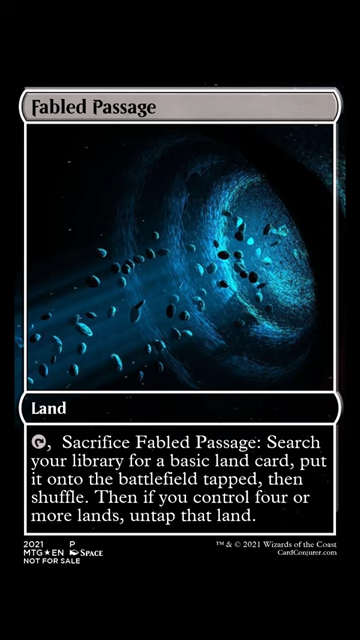 Fabled Passage
Land
, Sacrifice Fabled Passage: Search
your library for a basic land card, put
it onto the battlefield tapped, then
shuffle. Then if you control four or
more lands, untap that land.
2021 P ™ & © 2021 Wizards of the Coast
MTG★EN Space CardConjurer.com
NOT FOR SALE